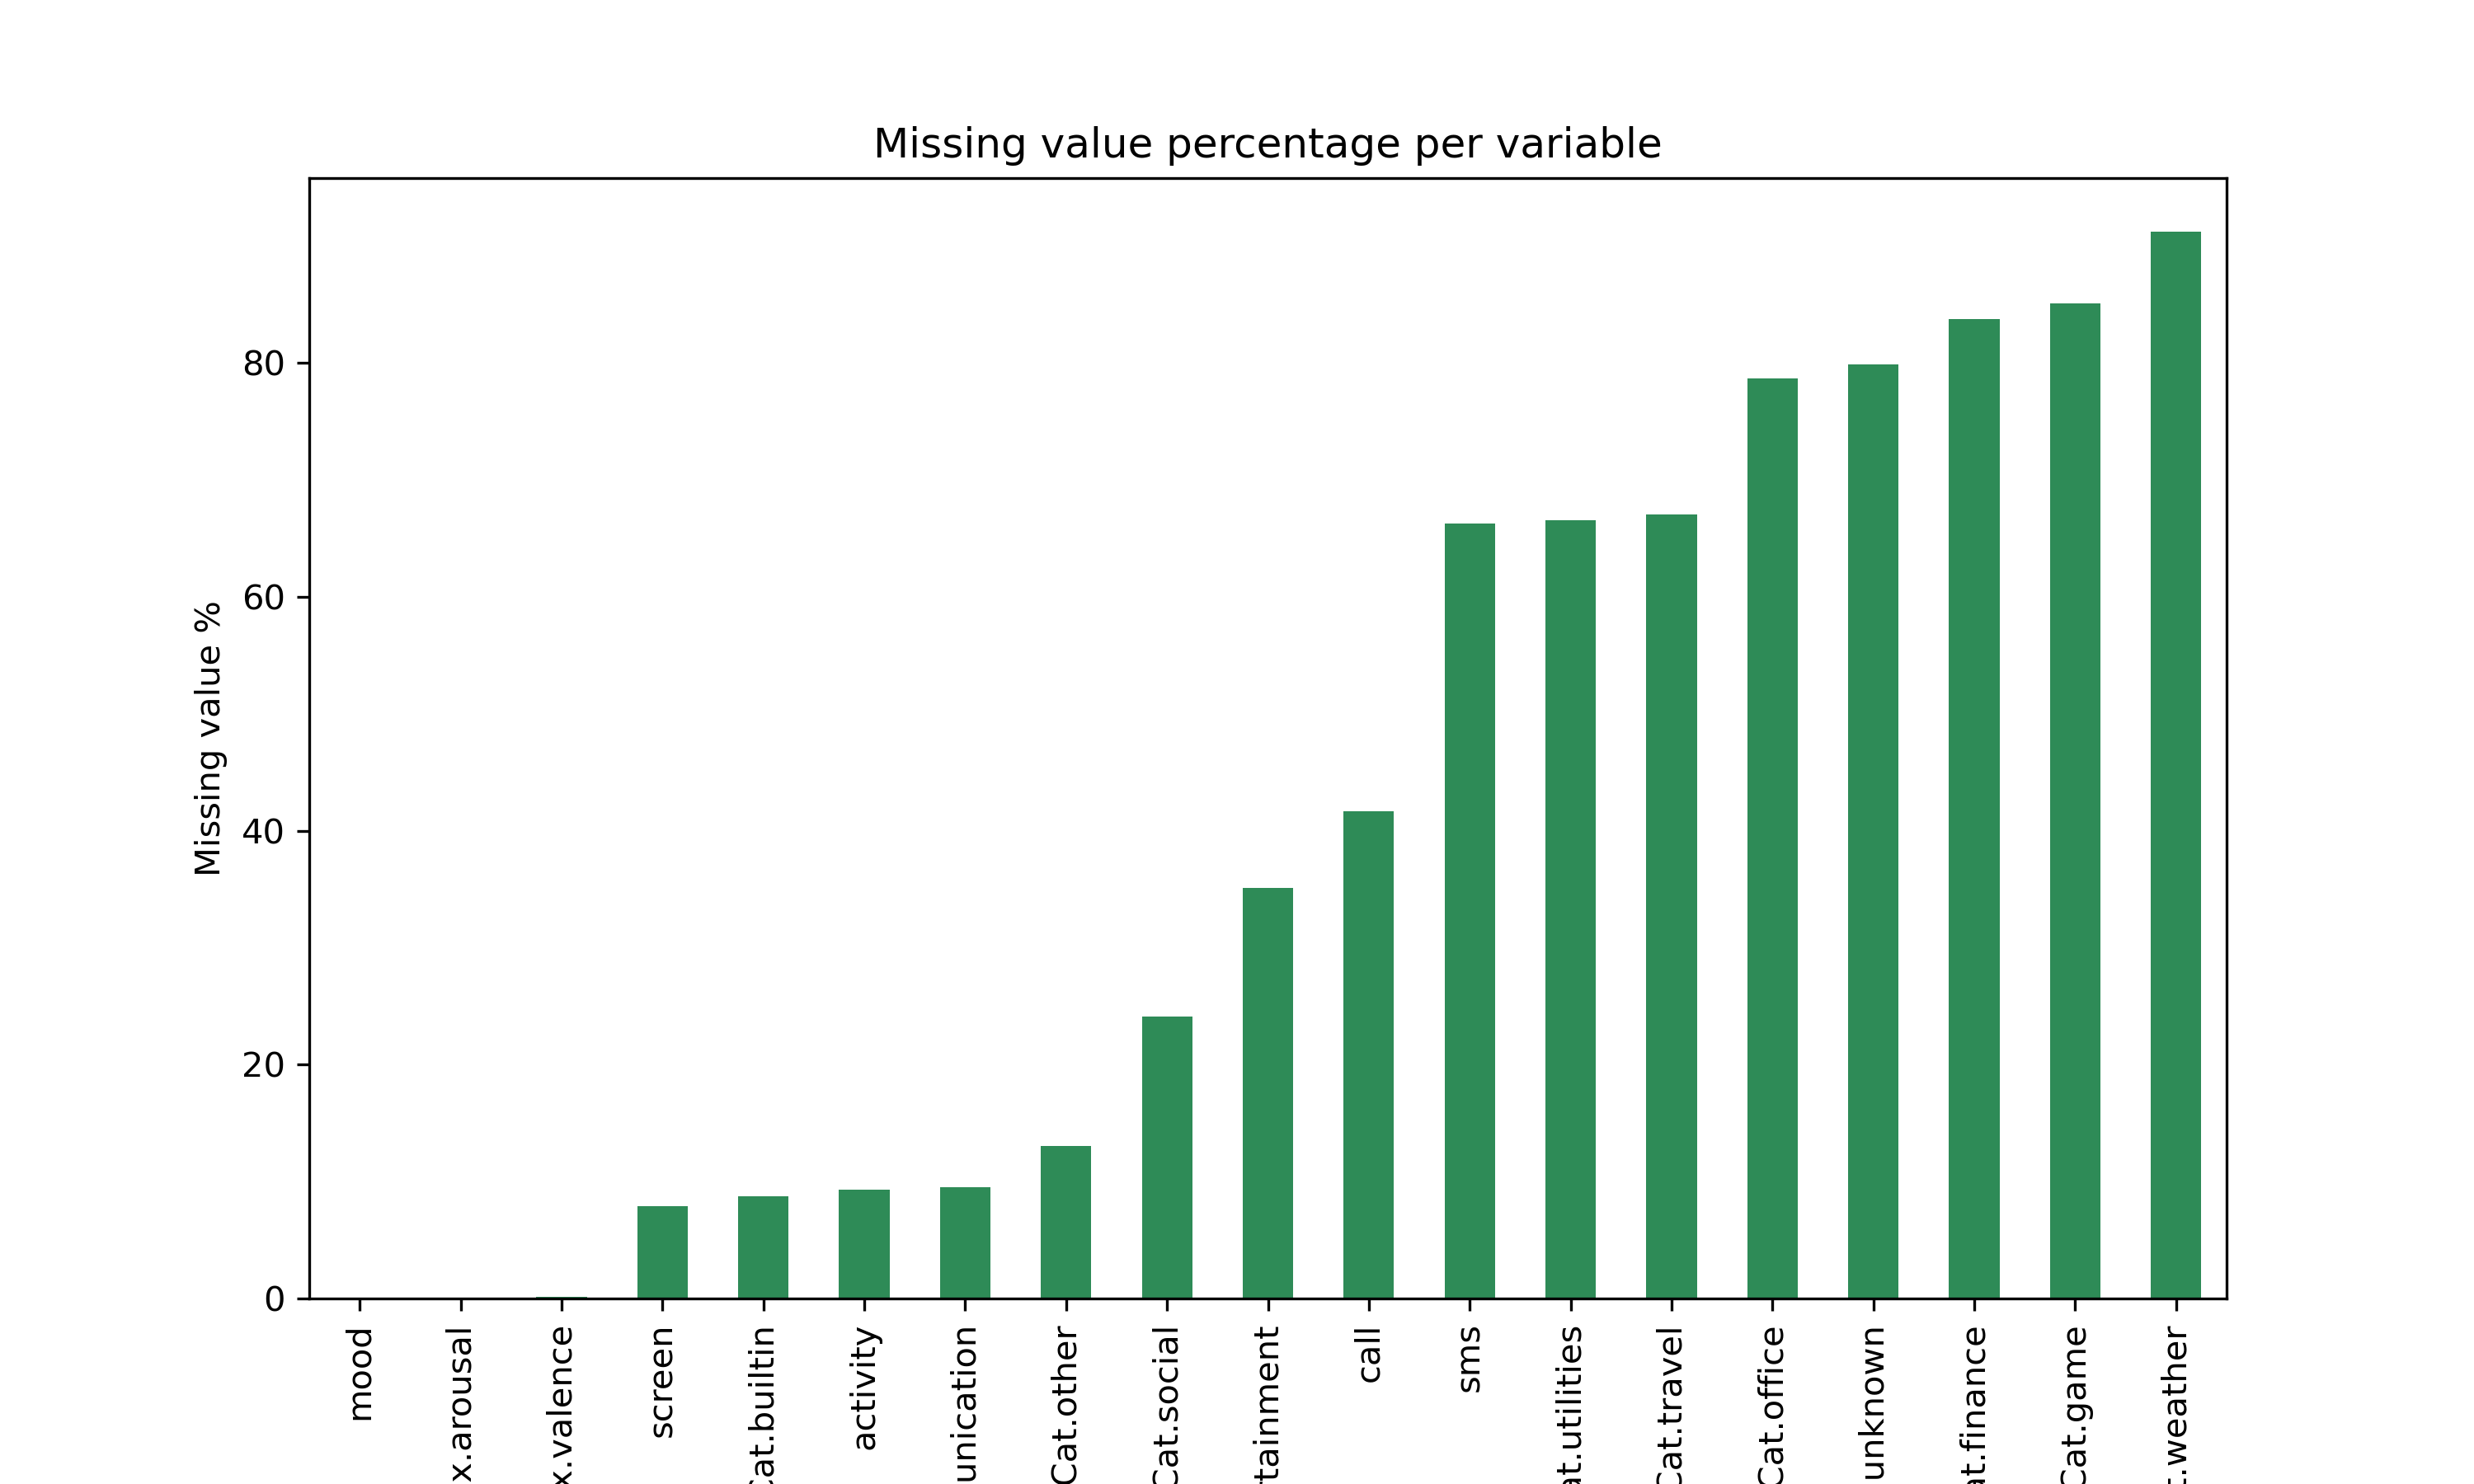 Missing value percentage per variable
Missing value %
80
60
40
20
0
mood
x.arousal
x.valence
screen
at.builtin
activity
unication
Cat.other
Cat.social
tainment
call
sms
at.utilities
Cat.travel
Cat.office
unknown
at.finance
Cat.game
t.weather